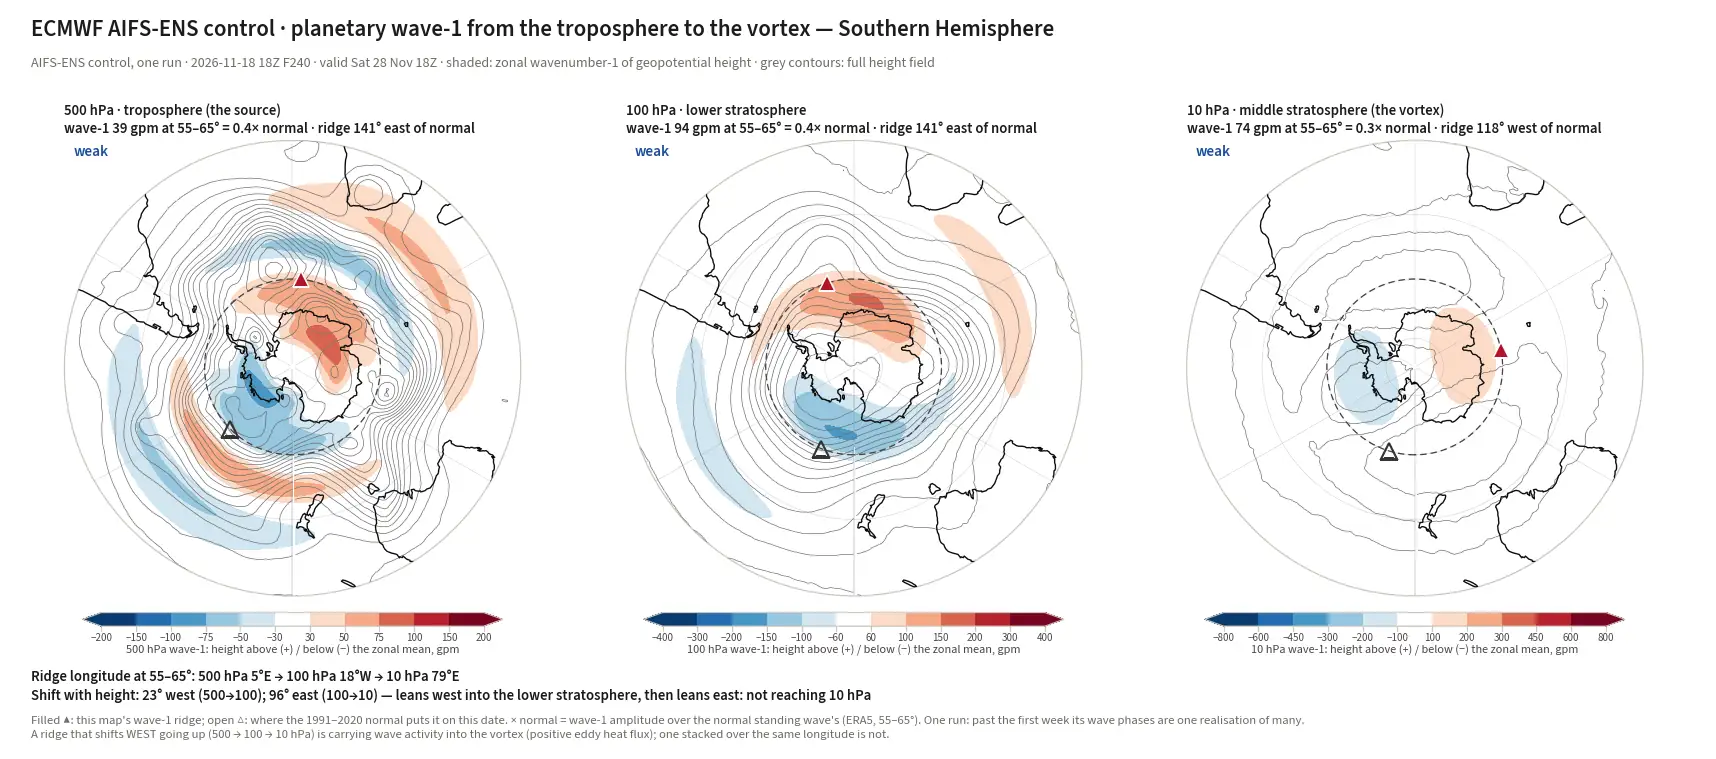 ECMWF AIFS-ENS control · planetary wave-1 from the troposphere to the vortex — Southern Hemisphere
AIFS-ENS control, one run · 2026-11-18 18Z F240 · valid Sat 28 Nov 18Z · shaded: zonal wavenumber-1 of geopotential height · grey contours: full height field
500 hPa · troposphere (the source)
wave-1 39 gpm at 55–65° = 0.4× normal · ridge 141° east of normal
weak
100 hPa · lower stratosphere
wave-1 94 gpm at 55–65° = 0.4× normal · ridge 141° east of normal
weak
10 hPa · middle stratosphere (the vortex)
wave-1 74 gpm at 55–65° = 0.3× normal · ridge 118° west of normal
weak
−200 −150 −100 −75 −50 −30 30 50 75 100 150 200
500 hPa wave-1: height above (+) / below (−) the zonal mean, gpm
−400 −300 −200 −150 −100 −60 60 100 150 200 300 400
100 hPa wave-1: height above (+) / below (−) the zonal mean, gpm
−800 −600 −450 −300 −200 −100 100 200 300 450 600 800
10 hPa wave-1: height above (+) / below (−) the zonal mean, gpm
Ridge longitude at 55–65°: 500 hPa 5°E → 100 hPa 18°W → 10 hPa 79°E
Shift with height: 23° west (500→100); 96° east (100→10) — leans west into the lower stratosphere, then leans east: not reaching 10 hPa
Filled ▲: this map's wave-1 ridge; open △: where the 1991–2020 normal puts it on this date. × normal = wave-1 amplitude over the normal standing wave's (ERA5, 55–65°). One run: past the first week its wave phases are one realisation of many.
A ridge that shifts WEST going up (500 → 100 → 10 hPa) is carrying wave activity into the vortex (positive eddy heat flux); one stacked over the same longitude is not.